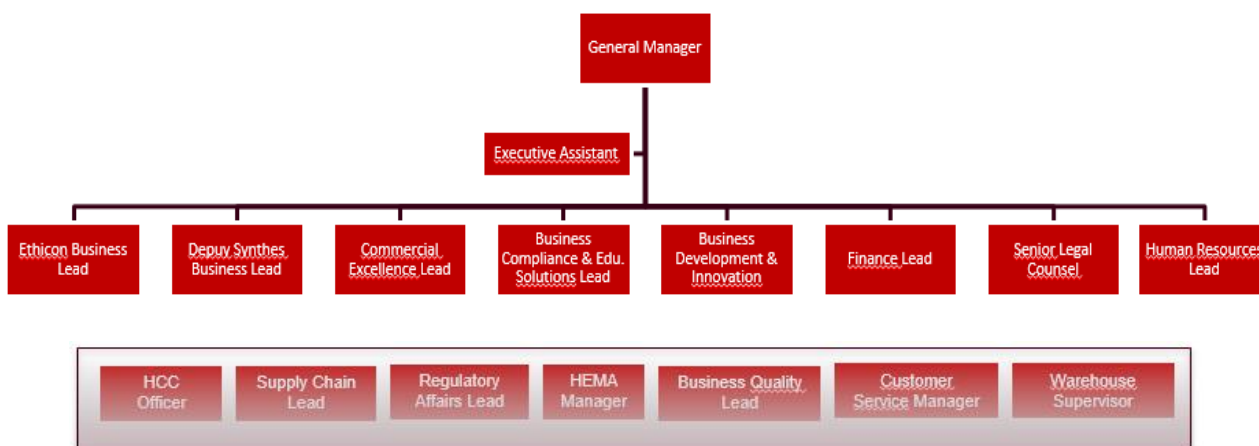 General Manager
Executive Assistant
Ethicon Business
Lead
Depuy Synthes
Business Lead
Commercial
Excellence Lead
Business
Compliance & Edu.
Solutions Lead
Business
Development &
Innovation
Finance Lead
Senior Legal
Counsel
Human Resources
Lead
HCC
Officer
Supply Chain
Lead
Regulatory
Affairs Lead
HEMA
Manager
Business Quality
Lead
Customer
Service Manager
Warehouse
Supervisor